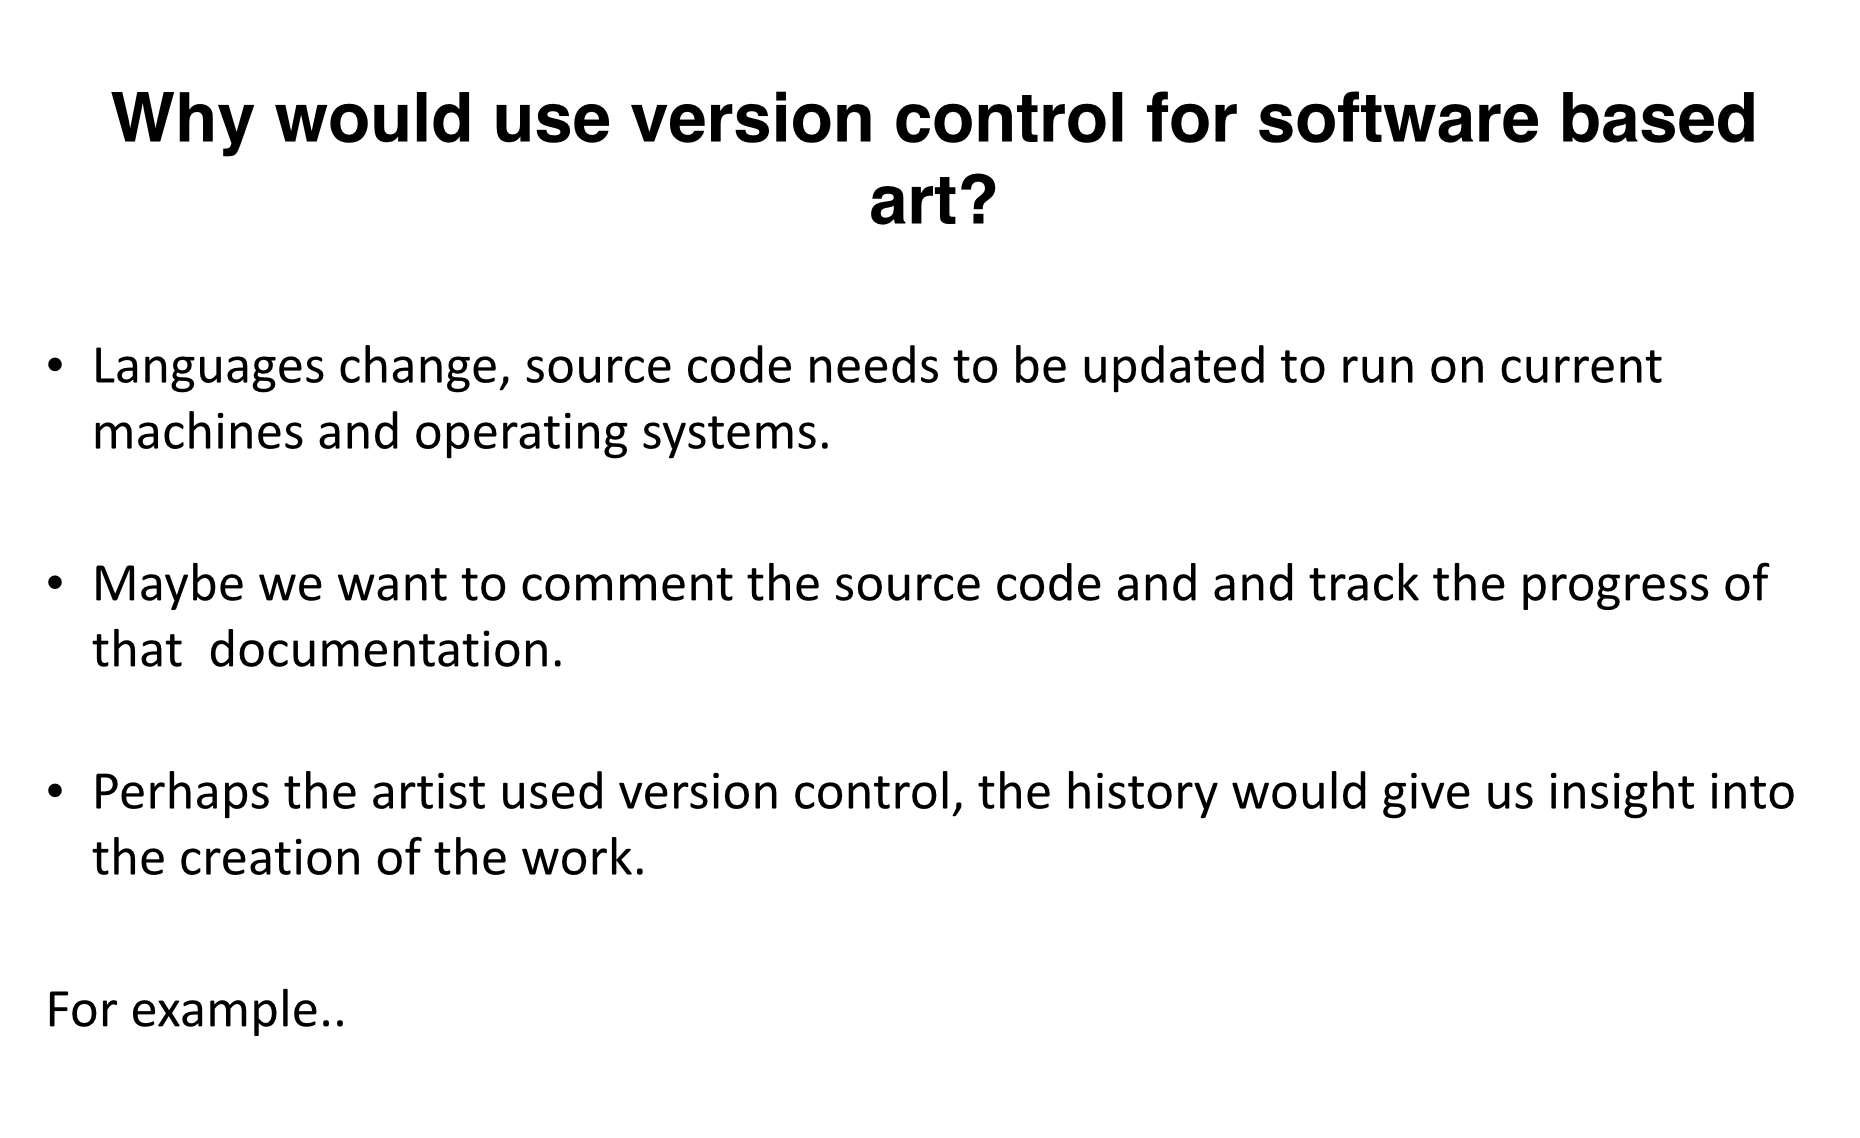 Why would use version control for software based
art?
• Languages change, source code needs to be updated to run on current
machines and operating systems.
• Maybe we want to comment the source code and and track the progress of
that  documentation.
• Perhaps the artist used version control, the history would give us insight into
the creation of the work.
For example..